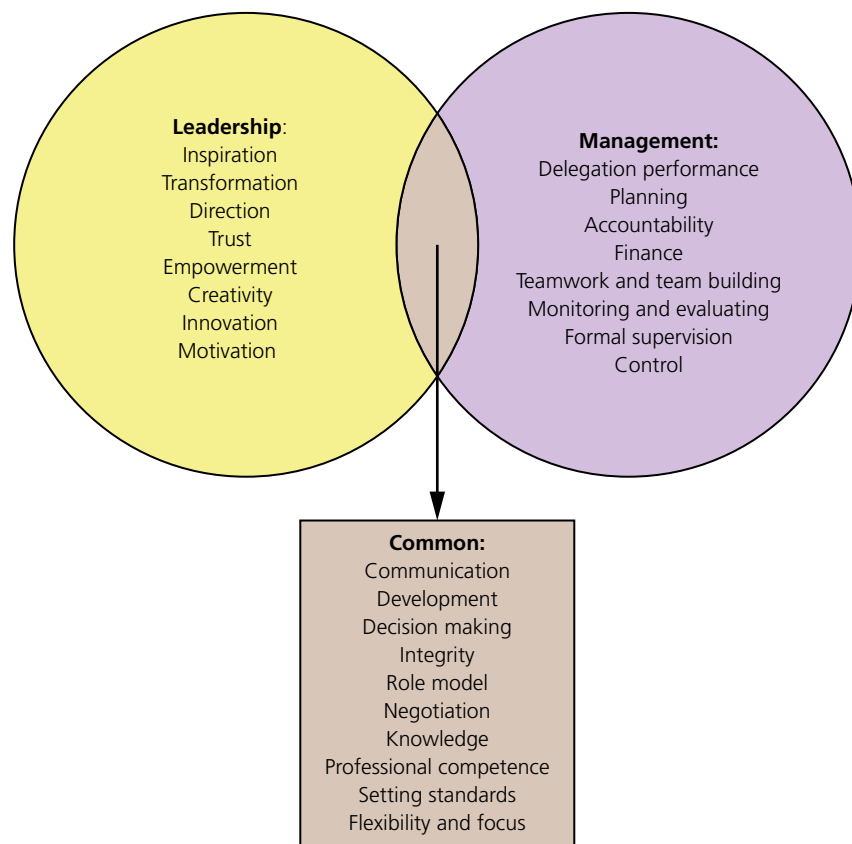 Leadership:
Inspiration
Transformation
Direction
Trust
Empowerment
Creativity
Innovation
Motivation
Management:
Delegation performance
Planning
Accountability
Finance
Teamwork and team building
Monitoring and evaluating
Formal supervision
Control
Common:
Communication
Development
Decision making
Integrity
Role model
Negotiation
Knowledge
Professional competence
Setting standards
Flexibility and focus